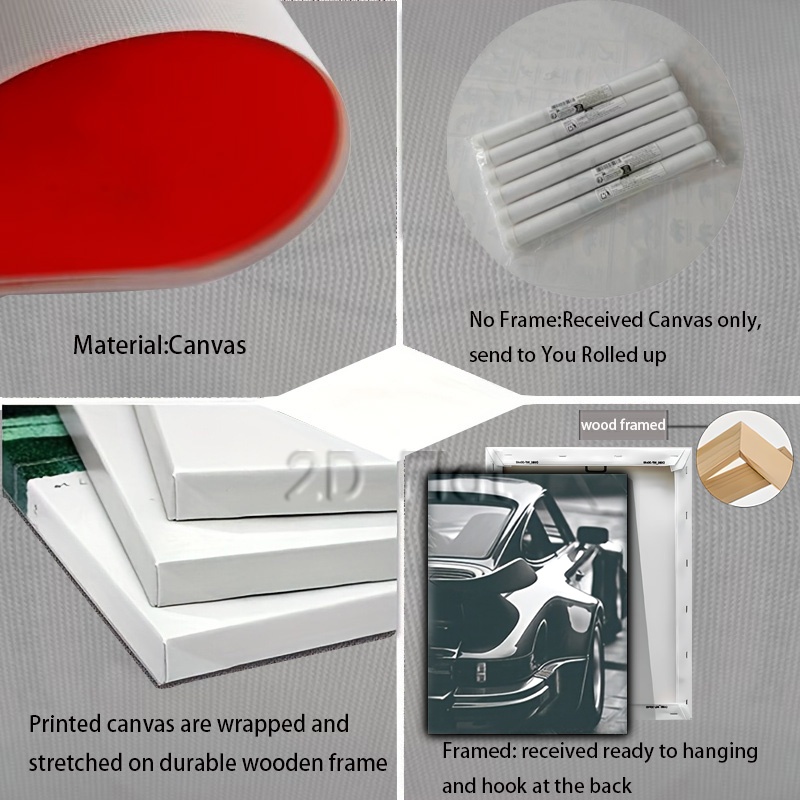 Material:Canvas
No Frame:Received Canvas only,
send to You Rolled up
2D Flat
wood framed
Printed canvas are wrapped and
stretched on durable wooden frame
Framed: received ready to hanging
and hook at the back